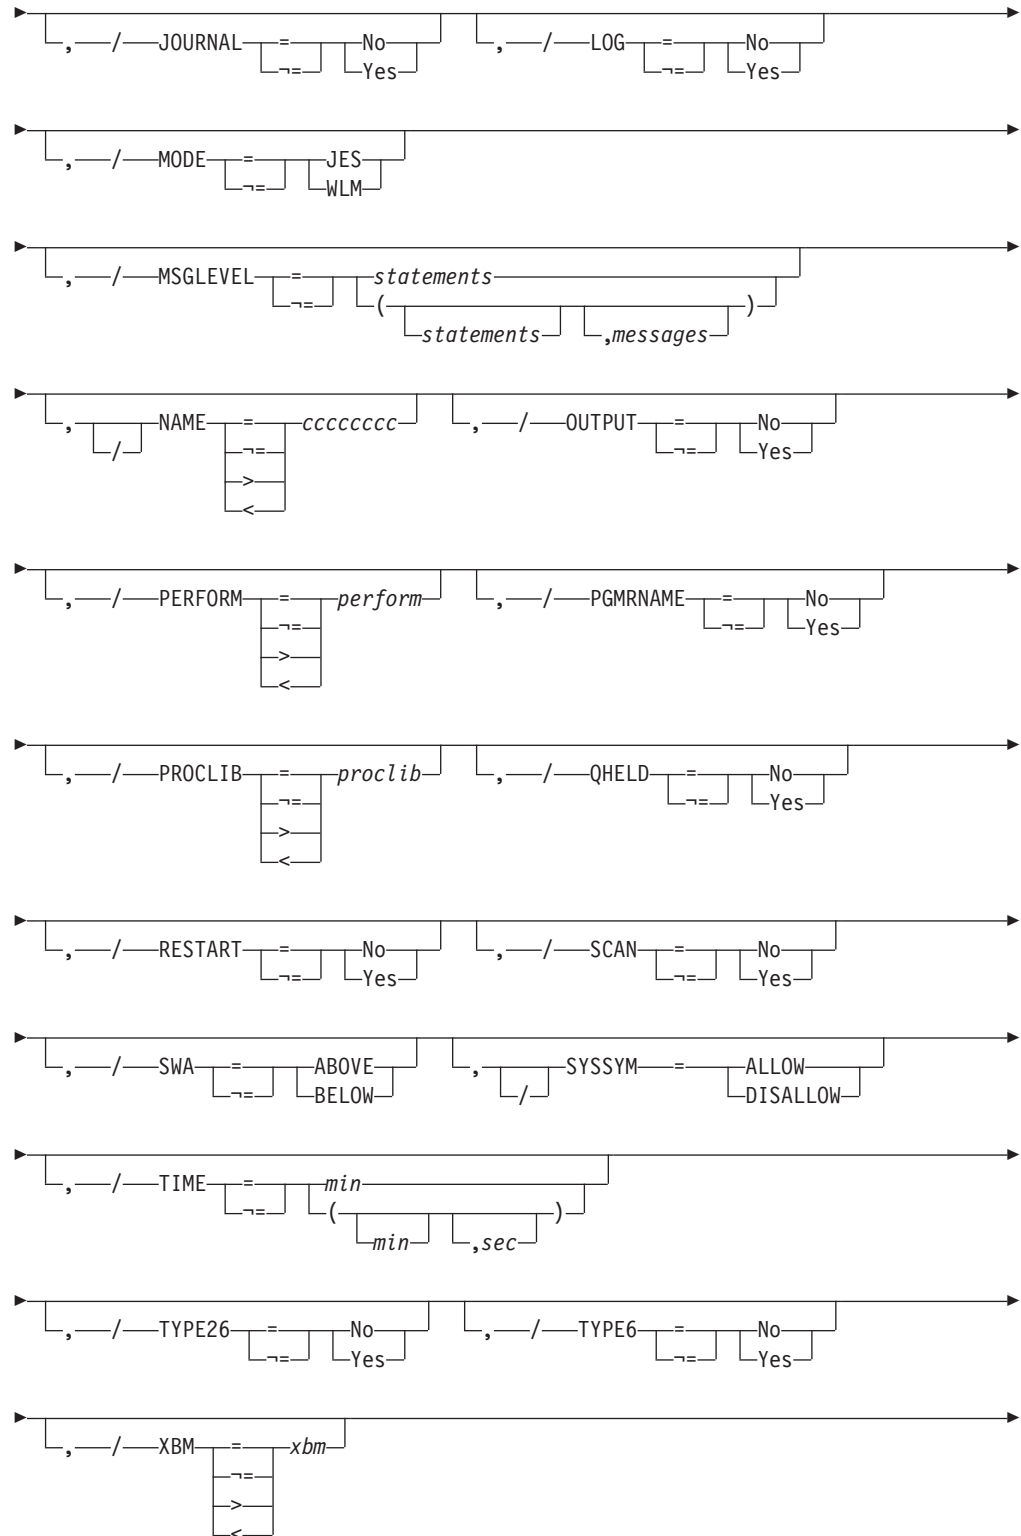 , / JOURNAL = No , / LOG = No
¬= Yes ¬= Yes
, / MODE = JES
¬= WLM
, / MSGLEVEL = statements
¬= ( )
statements ,messages
, NAME = cccccccc , / OUTPUT = No
/ ¬= ¬= Yes
>
<
, / PERFORM = perform , / PGMRNAME = No
¬= ¬= Yes
>
<
, / PROCLIB = proclib , / QHELD = No
¬= ¬= Yes
>
<
, / RESTART = No , / SCAN = No
¬= Yes ¬= Yes
, / SWA = ABOVE , SYSSYM = ALLOW
¬= BELOW / DISALLOW
, / TIME = min
¬= ( )
min ,sec
, / TYPE26 = No , / TYPE6 = No
¬= Yes ¬= Yes
, / XBM = xbm
¬=
>
<